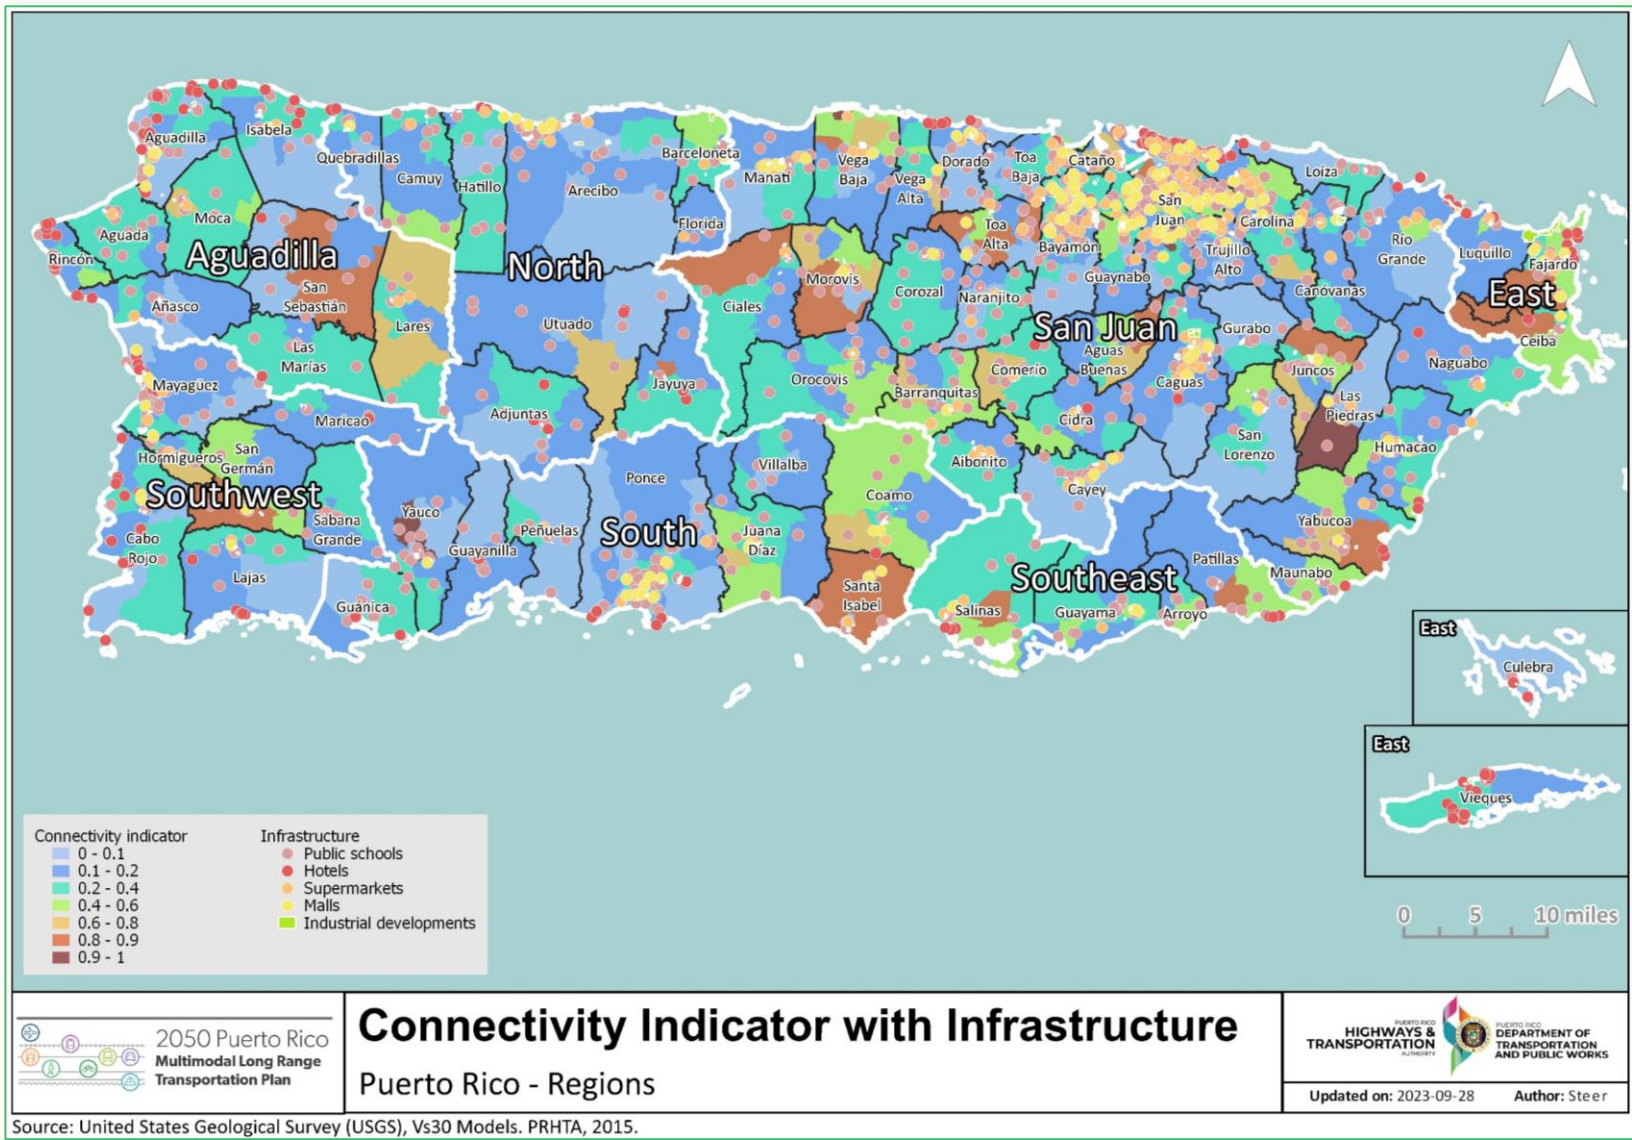 Aguadilla
Isabela
Quebradillas
Camuy
Hatillo
Arecibo
Barceloneta
Florida
Manatí
Vega
Baja
Vega
Alta
Dorado
Toa
Baja
Cataño
San
Juan
Carolina
Loíza
Moca
Aguada
Rincón
Aguadilla
San
Sebastián
Añasco
Las
Marías
Lares
North
Utuado
Ciales
Morovis
Corozal
Toa
Alta
Bayamón
Guaynabo
Trujillo
Alto
Naranjito
Canóvanas
Río
Grande
Luquillo
Fajardo
East
Ceiba
San Juan
Gurabo
Aguas
Buenas
Comerío
Caguas
Juncos
Las
Piedras
Naguabo
Mayagüez
Maricao
Adjuntas
Jayuya
Orocovis
Barranquitas
Cidra
San
Lorenzo
Humacao
Hormigueros
San
Germán
Southwest
Sabana
Grande
Cabo
Rojo
Lajas
Yauco
Guayanilla
Peñuelas
Guánica
Ponce
South
Villalba
Juana
Díaz
Coamo
Santa
Isabel
Aibonito
Cayey
Yabucoa
Patillas
Maunabo
Southeast
Salinas
Guayama
Arroyo
East
Culebra
East
Vieques
Connectivity indicator
0 - 0.1
0.1 - 0.2
0.2 - 0.4
0.4 - 0.6
0.6 - 0.8
0.8 - 0.9
0.9 - 1
Infrastructure
Public schools
Hotels
Supermarkets
Malls
Industrial developments
0 5 10 miles
2050 Puerto Rico
Multimodal Long Range
Transportation Plan
Connectivity Indicator with Infrastructure
Puerto Rico - Regions
PUERTO RICO
HIGHWAYS &
TRANSPORTATION
AUTHORITY
PUERTO RICO
DEPARTMENT OF
TRANSPORTATION
AND PUBLIC WORKS
Updated on: 2023-09-28 Author: Steer
Source: United States Geological Survey (USGS), Vs30 Models. PRHTA, 2015.